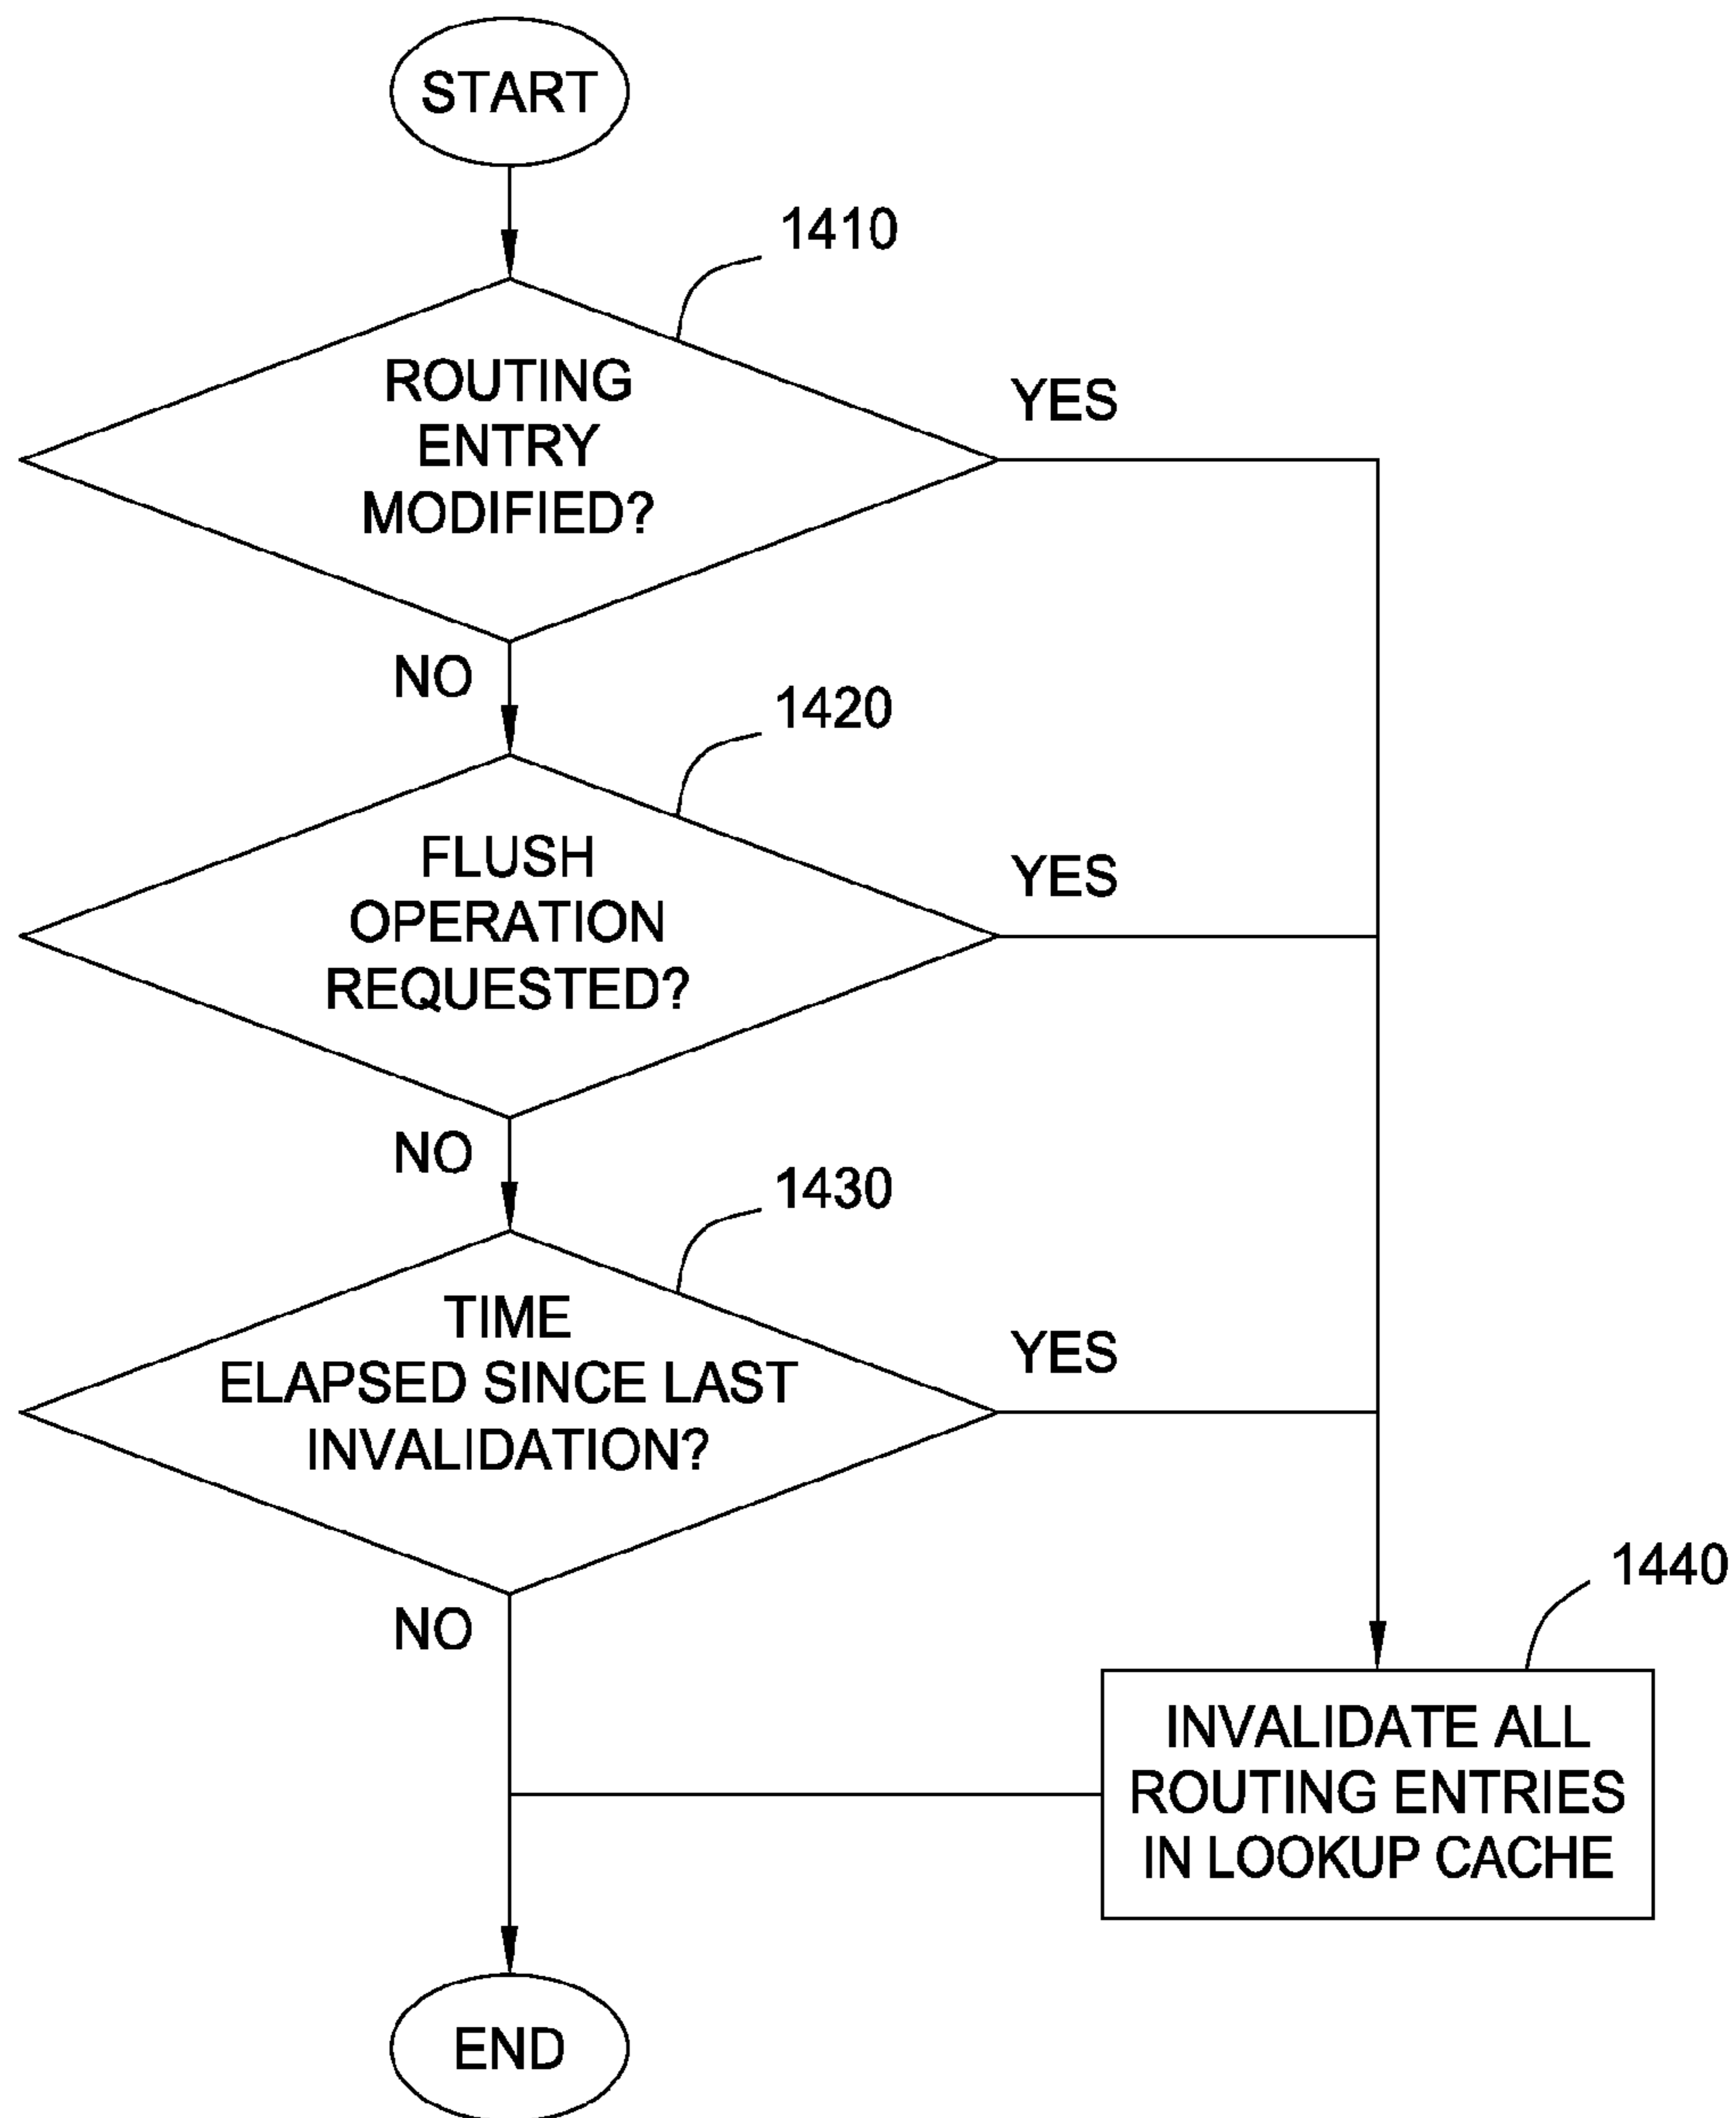 START
1410
ROUTING
ENTRY
MODIFIED?
YES
NO
1420
FLUSH
OPERATION
REQUESTED?
YES
NO
1430
TIME
ELAPSED SINCE LAST
INVALIDATION?
YES
NO
1440
INVALIDATE ALL
ROUTING ENTRIES
IN LOOKUP CACHE
END